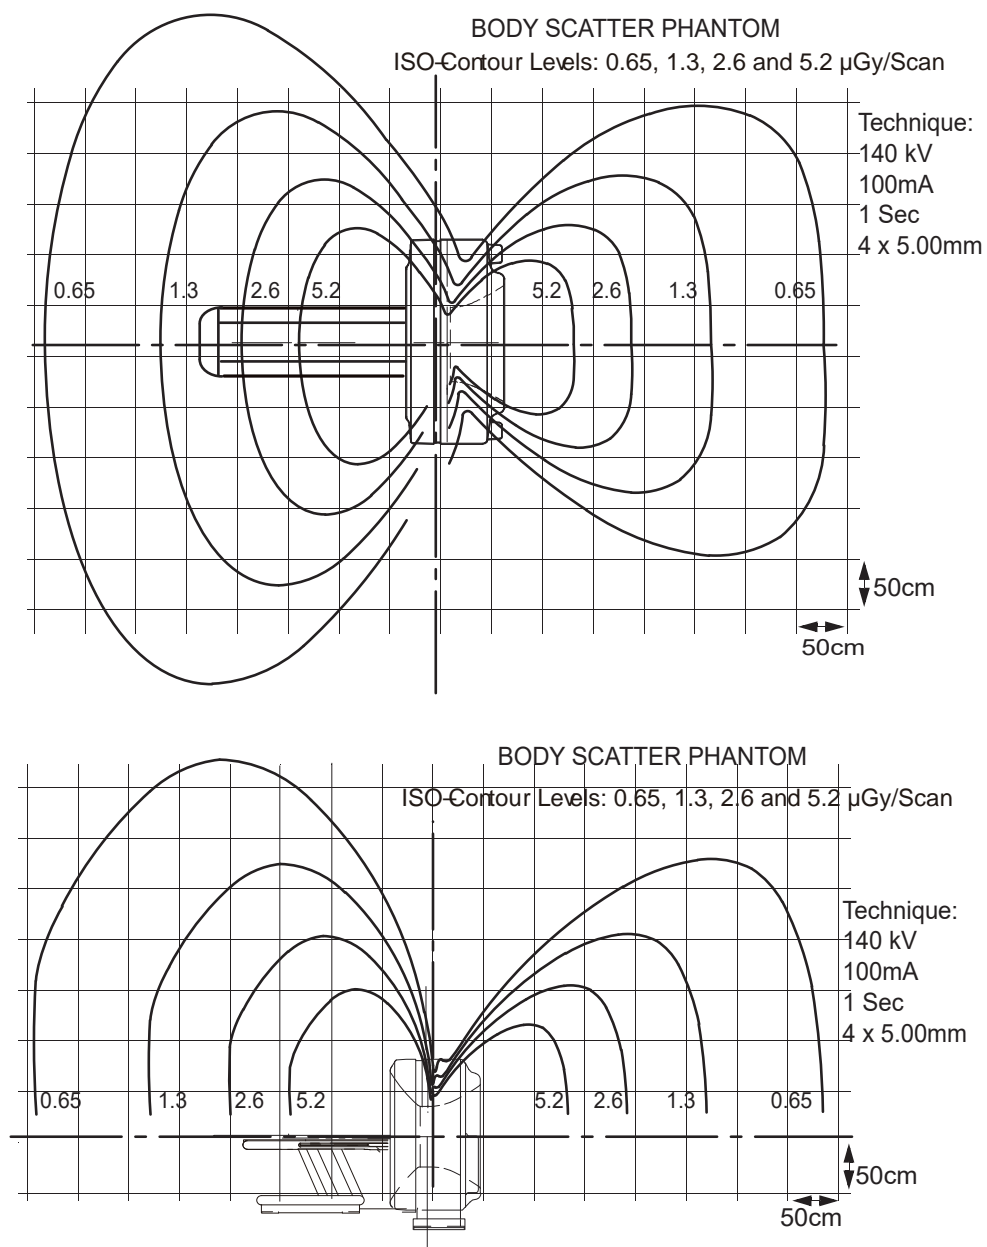 BODY SCATTER PHANTOM
ISO-Contour Levels: 0.65, 1.3, 2.6 and 5.2 µGy/Scan
Technique:
140 kV
100mA
1 Sec
4 x 5.00mm
0.65 1.3 2.6 5.2 5.2 2.6 1.3 0.65
50cm
50cm
BODY SCATTER PHANTOM
ISO-Contour Levels: 0.65, 1.3, 2.6 and 5.2 µGy/Scan
Technique:
140 kV
100mA
1 Sec
4 x 5.00mm
0.65 1.3 2.6 5.2 5.2 2.6 1.3 0.65
50cm
50cm